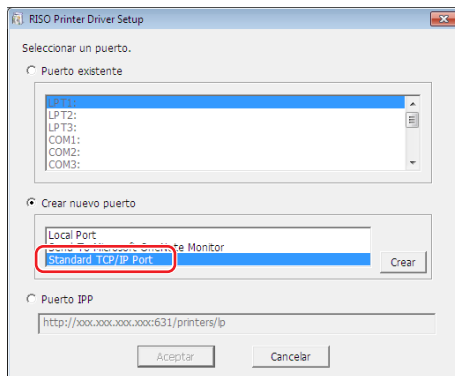 RISO Printer Driver Setup
Seleccionar un puerto.
Puerto existente
LPT1:
LPT2:
LPT3:
COM1:
COM2:
COM3:
Crear nuevo puerto
Local Port
Send To Microsoft OneNote Monitor
Standard TCP/IP Port
Crear
Puerto IPP
http://xxx.xxx.xxx.xxx:631/printers/lp
Aceptar
Cancelar